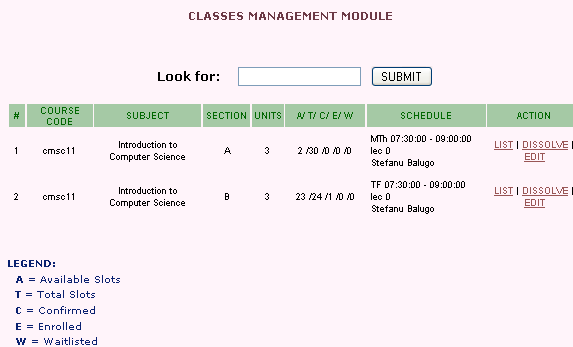 CLASSES MANAGEMENT MODULE
Look for: SUBMIT
# COURSE CODE SUBJECT SECTION UNITS A/ T/ C/ E/ W SCHEDULE ACTION
1 cmsc11 Introduction to Computer Science A 3 2 /30 /0 /0 /0 MTh 07:30:00 - 09:00:00 lec 0 Stefanu Balugo LIST | DISSOLVE | EDIT
2 cmsc11 Introduction to Computer Science B 3 23 /24 /1 /0 /0 TF 07:30:00 - 09:00:00 lec 0 Stefanu Balugo LIST | DISSOLVE | EDIT
LEGEND:
A = Available Slots
T = Total Slots
C = Confirmed
E = Enrolled
W = Waitlisted